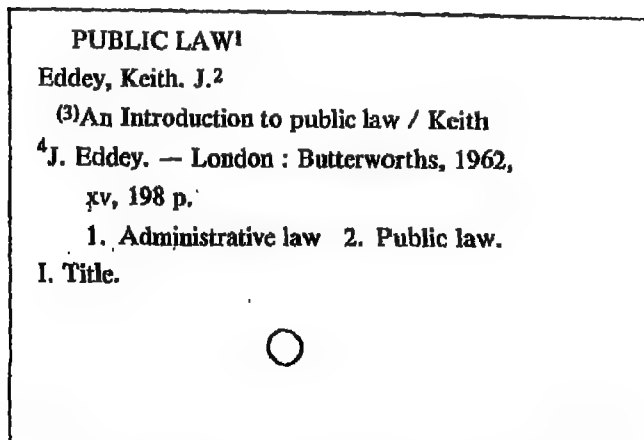 PUBLIC LAW1
Eddey, Keith. J.2
(3)An Introduction to public law / Keith
4J. Eddey. — London : Butterworths, 1962,
xv, 198 p.
1. Administrative law 2. Public law.
I. Title.